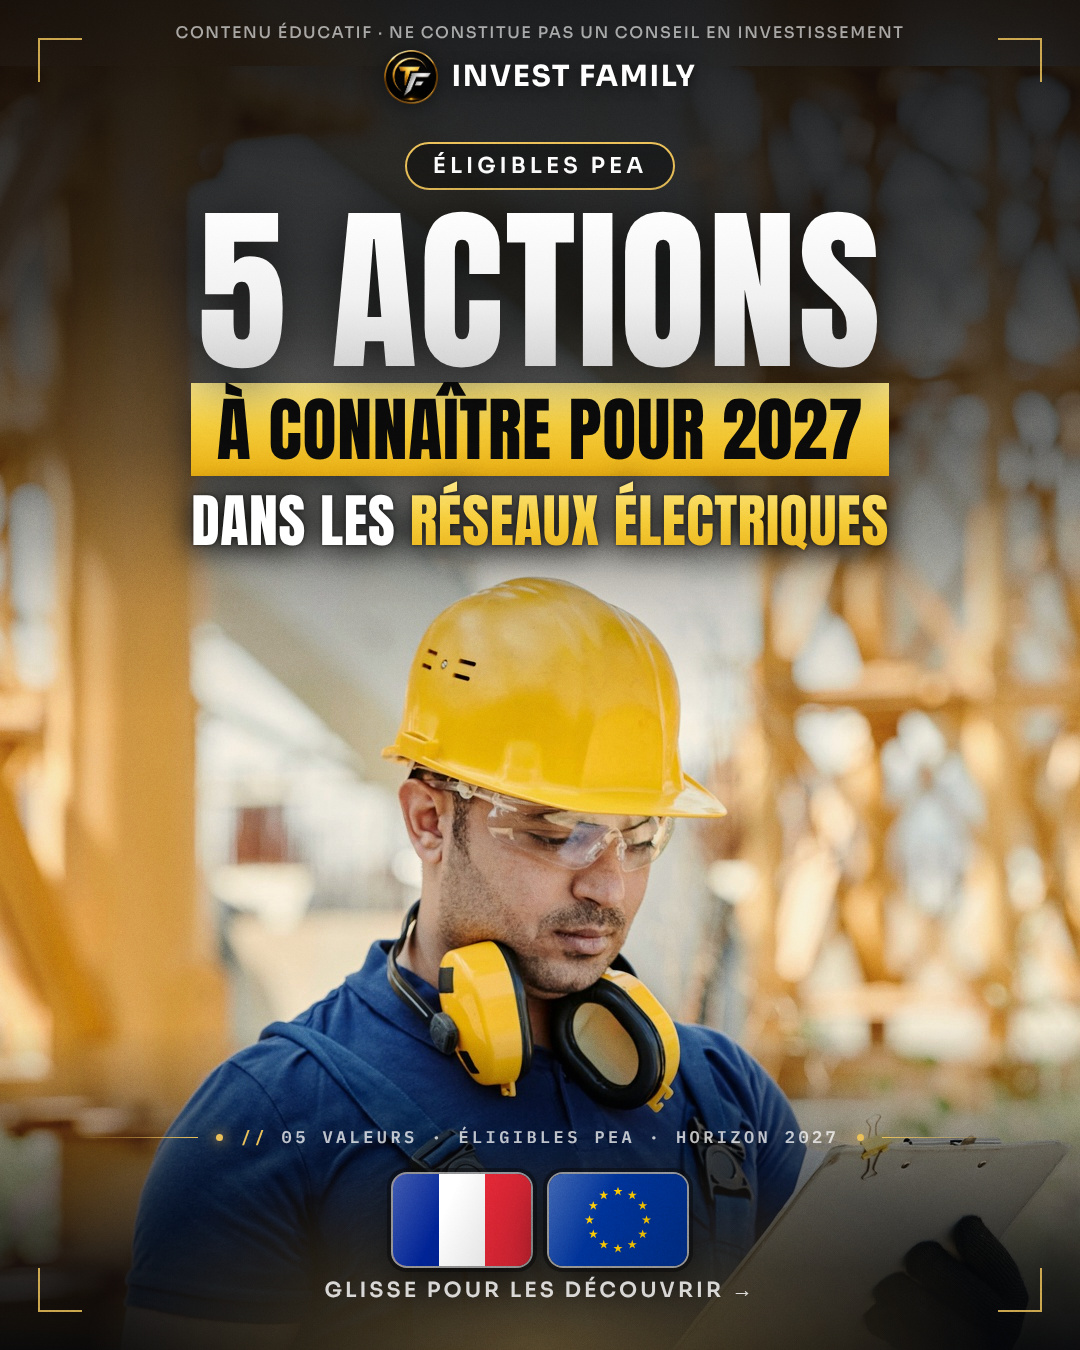 CONTENU ÉDUCATIF · NE CONSTITUE PAS UN CONSEIL EN INVESTISSEMENT
TF INVEST FAMILY
ÉLIGIBLES PEA
5 ACTIONS
À CONNAÎTRE POUR 2027
DANS LES RÉSEAUX ÉLECTRIQUES
// 05 VALEURS · ÉLIGIBLES PEA · HORIZON 2027
GLISSE POUR LES DÉCOUVRIR →